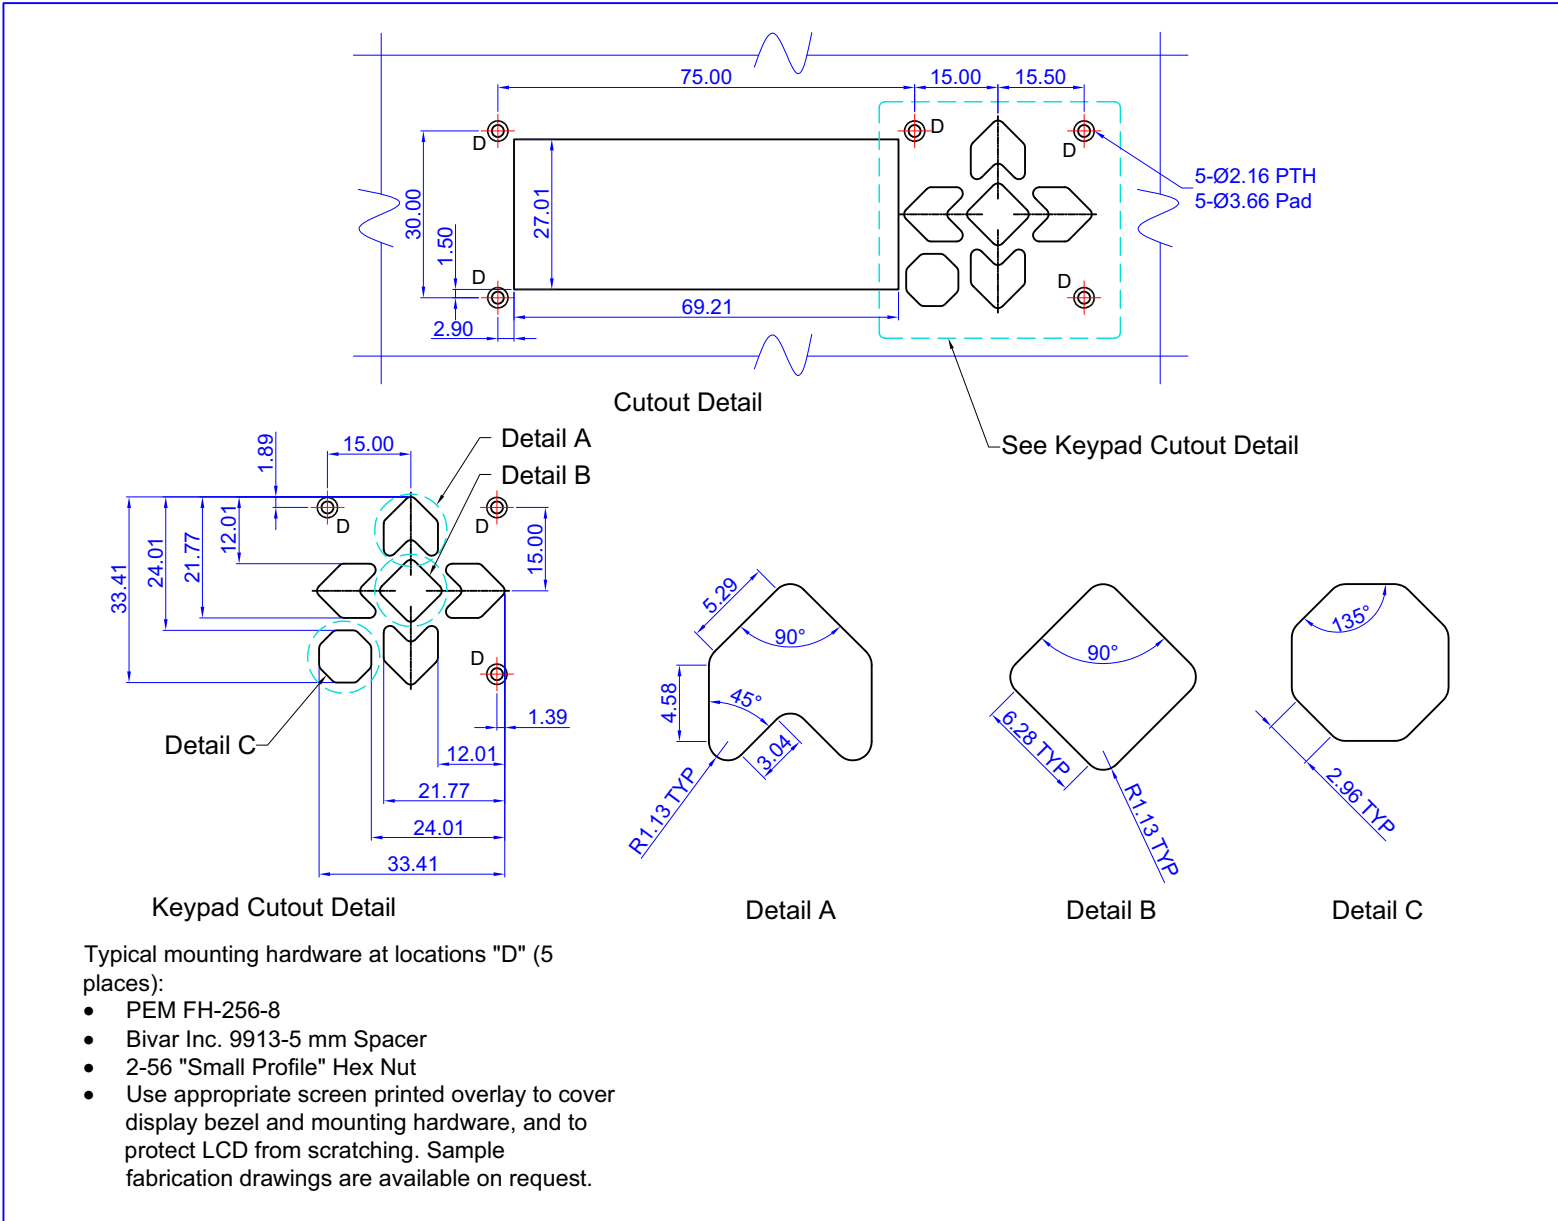 75.00
15.00
15.50
D
D
D
5-Ø2.16 PTH
5-Ø3.66 Pad
30.00
27.01
1.50
D
D
69.21
2.90
Cutout Detail
See Keypad Cutout Detail
1.89
15.00
Detail A
Detail B
D
D
12.01
21.77
24.01
33.41
15.00
D
1.39
Detail C
12.01
21.77
24.01
33.41
Keypad Cutout Detail
5.29
90°
4.58
45°
3.04
R1.13 TYP
Detail A
90°
6.28 TYP
R1.13 TYP
Detail B
135°
2.96 TYP
Detail C
Typical mounting hardware at locations "D" (5
places):
• PEM FH-256-8
• Bivar Inc. 9913-5 mm Spacer
• 2-56 "Small Profile" Hex Nut
• Use appropriate screen printed overlay to cover
display bezel and mounting hardware, and to
protect LCD from scratching. Sample
fabrication drawings are available on request.